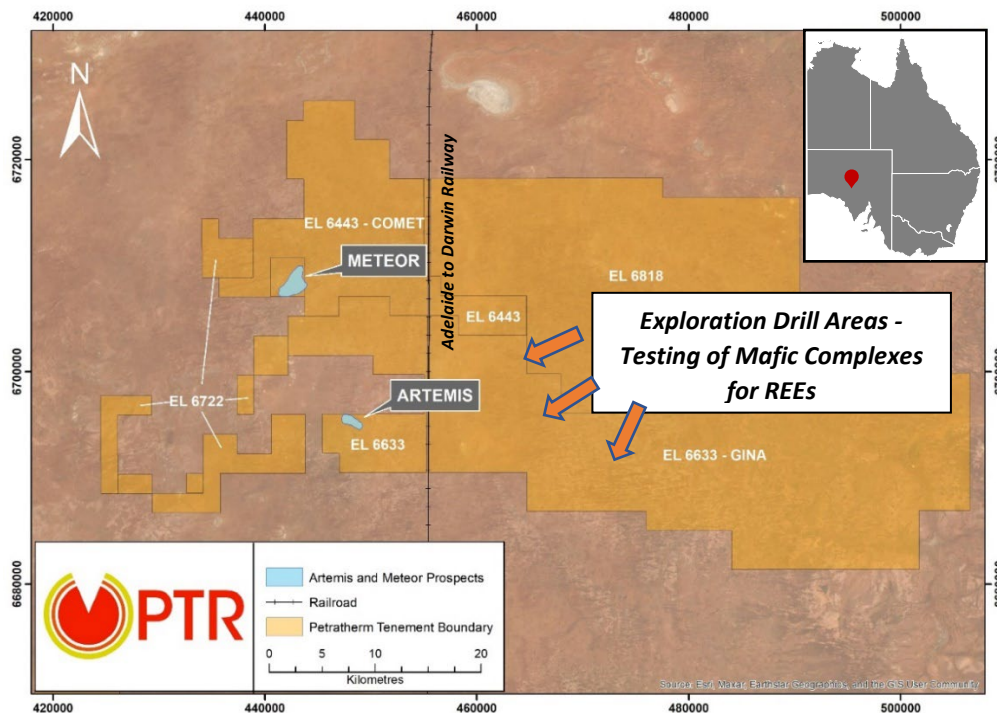 420000 440000 460000 480000 500000
N
6720000
6720000
Adelaide to Darwin Railway
EL 6443 - COMET
METEOR
EL 6818
EL 6443
Exploration Drill Areas -
Testing of Mafic Complexes
for REEs
6700000
ARTEMIS
EL 6722
EL 6633
EL 6633 - GINA
PTR
Artemis and Meteor Prospects
Railroad
Petratherm Tenement Boundary
0 5 10 20
Kilometres
6680000
Source: Esri, Maxar, Earthstar Geographics, and the GIS User Community
420000 440000 460000 480000 500000